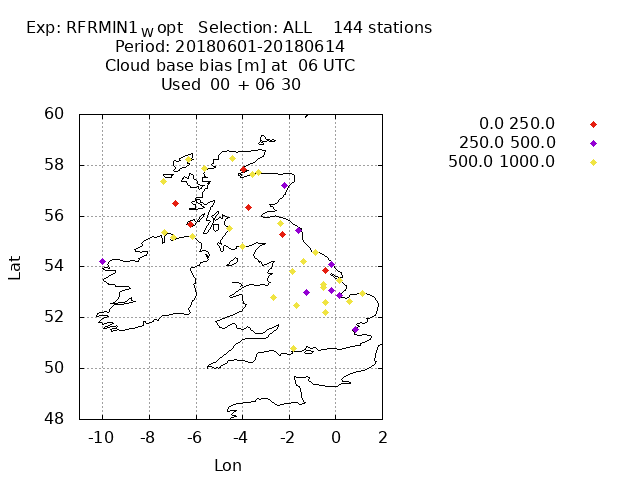 Exp: RFRMIN1_W opt   Selection: ALL    144 stations
Period: 20180601-20180614
Cloud base bias [m] at  06 UTC
Used  00 + 06 30
0.0 250.0
250.0 500.0
500.0 1000.0
60
58
56
54
52
50
48
Lat
-10 -8 -6 -4 -2 0 2
Lon